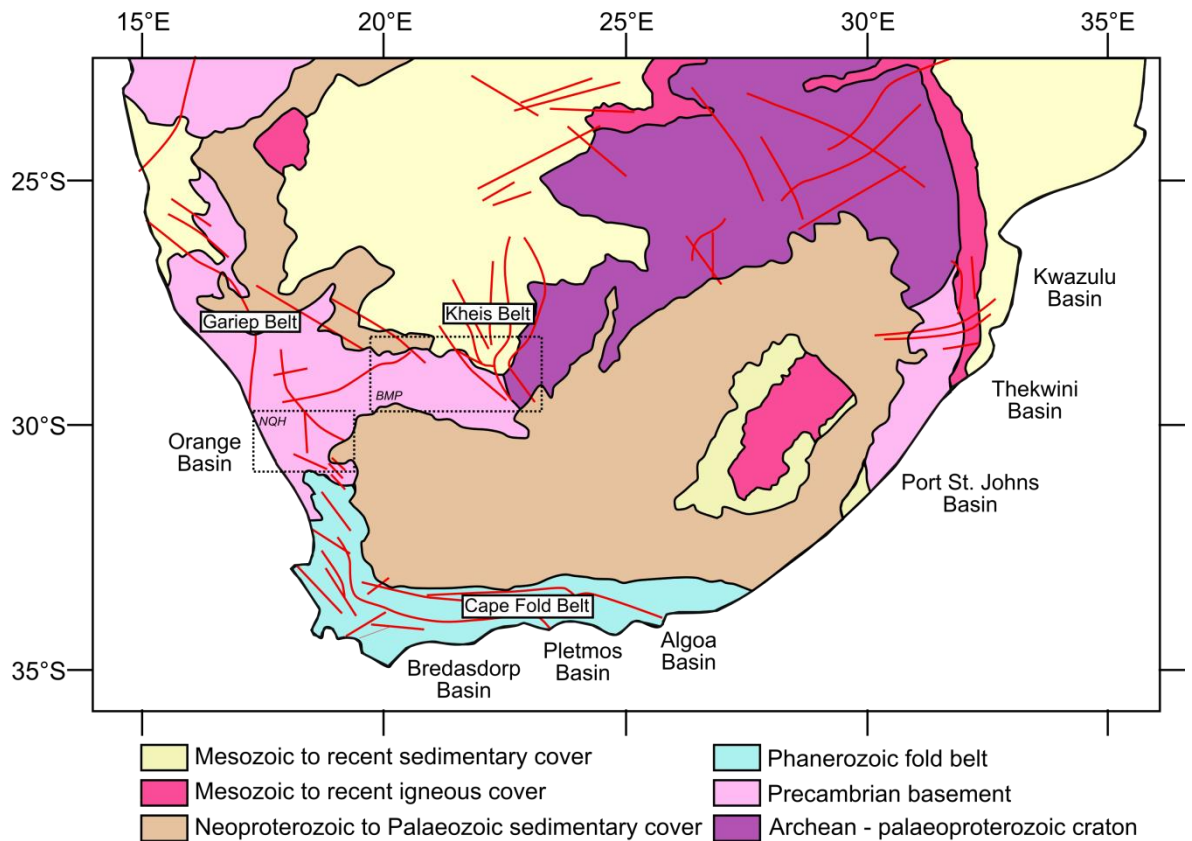 15°E 20°E 25°E 30°E 35°E
25°S
Kwazulu
Basin
Kheis Belt
Gariep Belt
BMP
Thekwini
Basin
NQH
30°S
Orange
Basin
Port St. Johns
Basin
Cape Fold Belt
Algoa
Basin
Pletmos
Basin
Bredasdorp
Basin
35°S
Mesozoic to recent sedimentary cover
Mesozoic to recent igneous cover
Neoproterozoic to Palaeozoic sedimentary cover
Phanerozoic fold belt
Precambrian basement
Archean - palaeoproterozoic craton